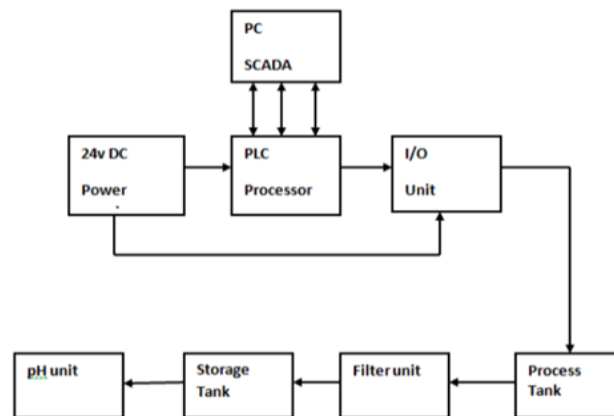 PC
SCADA
24v DC
Power
PLC
Processor
I/O
Unit
pH unit
Storage
Tank
Filter unit
Process
Tank